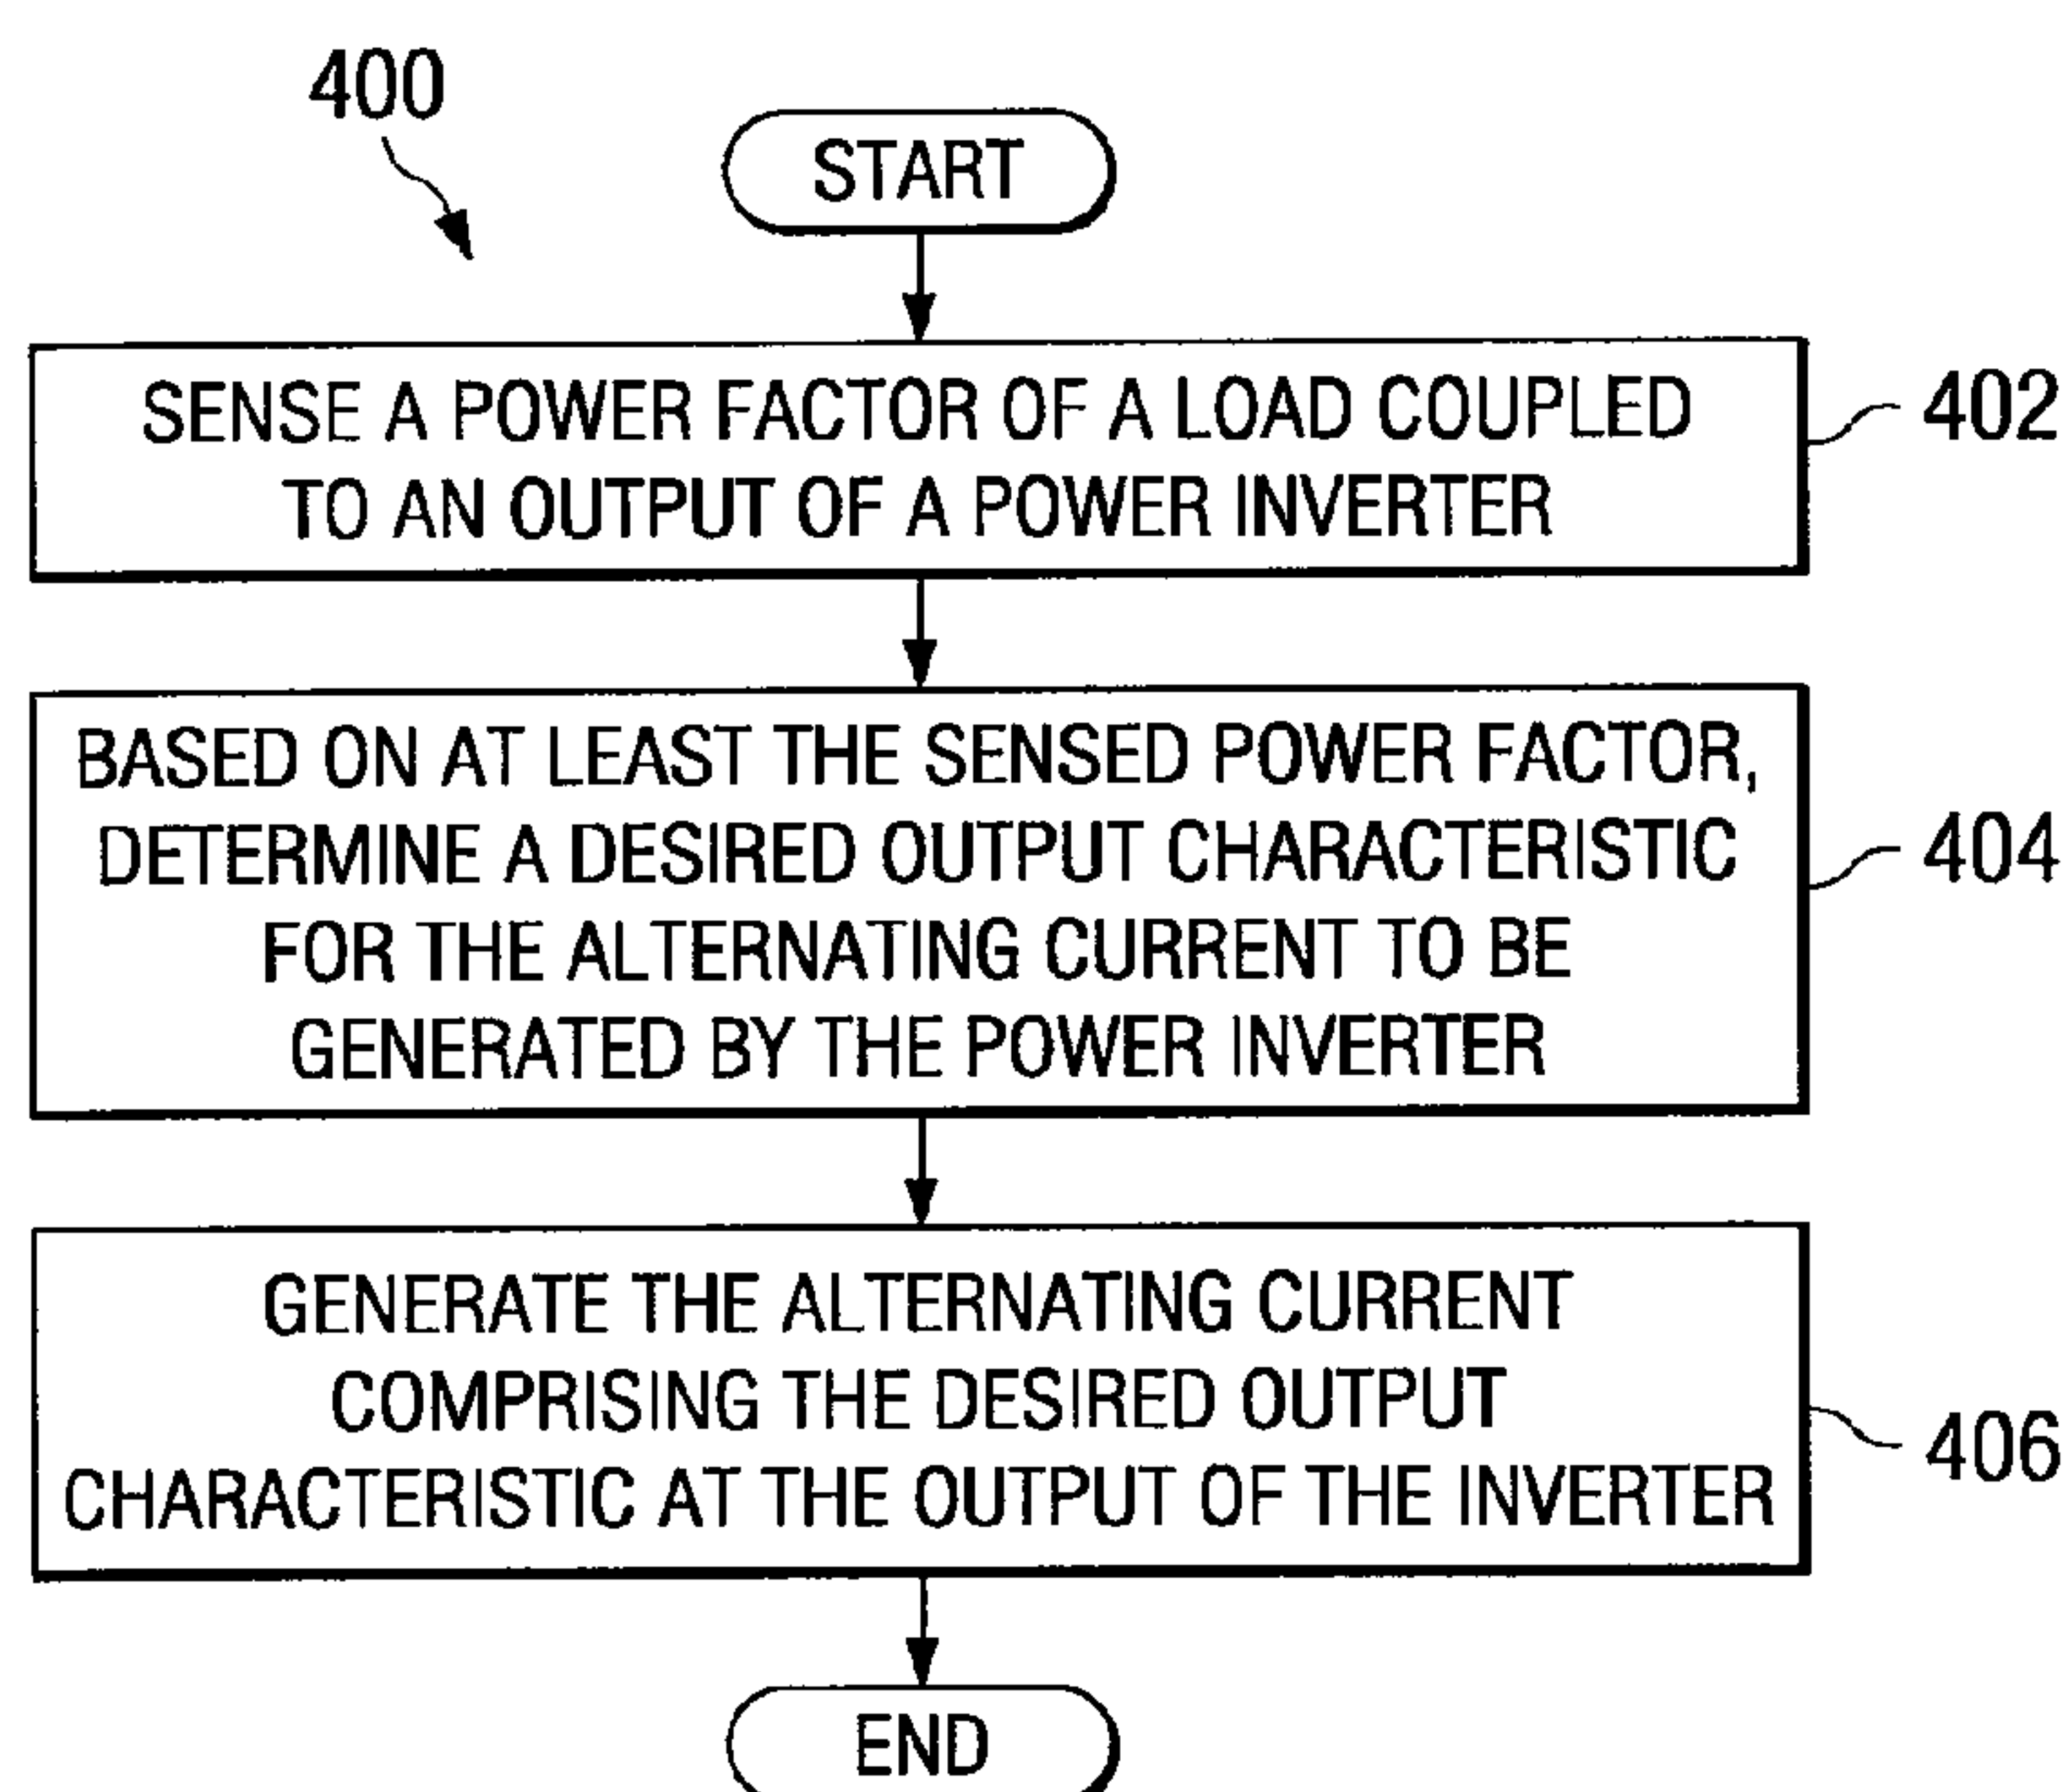 400
START
SENSE A POWER FACTOR OF A LOAD COUPLED
TO AN OUTPUT OF A POWER INVERTER
402
BASED ON AT LEAST THE SENSED POWER FACTOR,
DETERMINE A DESIRED OUTPUT CHARACTERISTIC
FOR THE ALTERNATING CURRENT TO BE
GENERATED BY THE POWER INVERTER
404
GENERATE THE ALTERNATING CURRENT
COMPRISING THE DESIRED OUTPUT
CHARACTERISTIC AT THE OUTPUT OF THE INVERTER
406
END